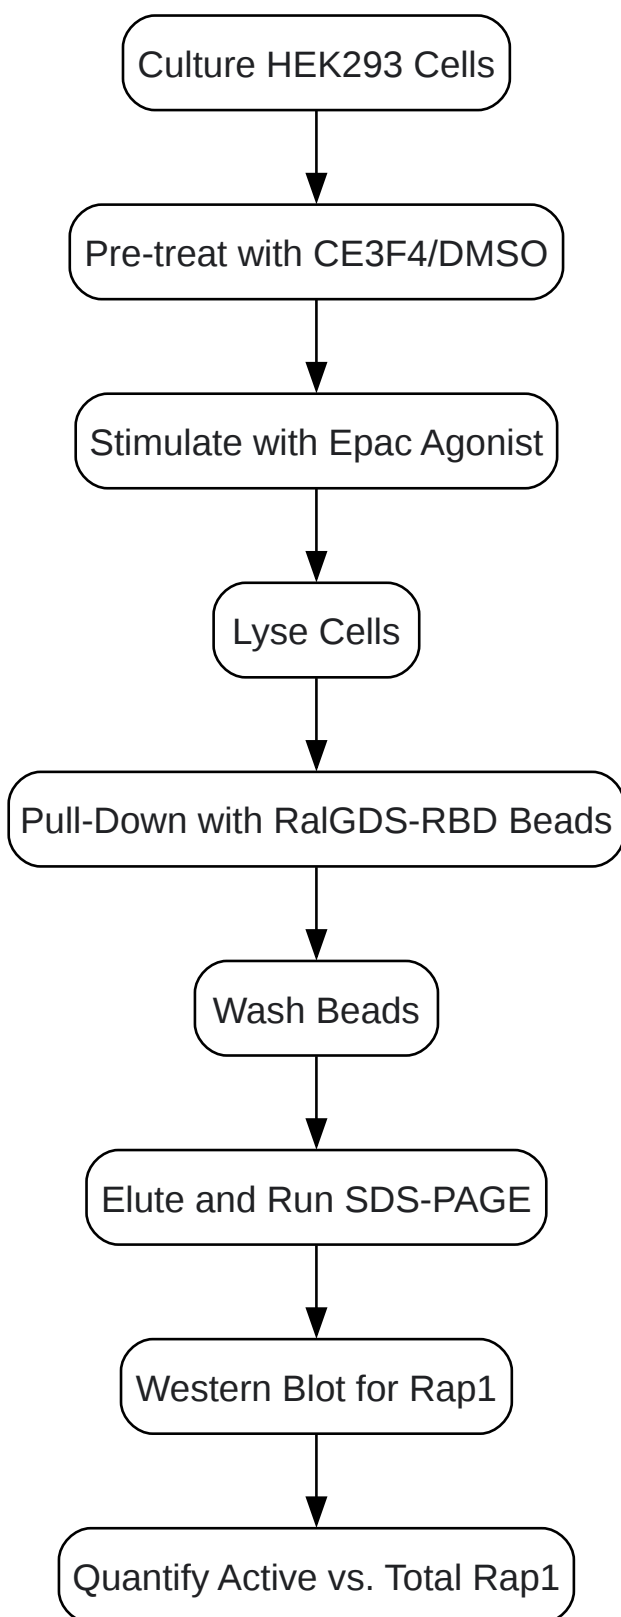 Culture HEK293 Cells
Pre-treat with CE3F4/DMSO
Stimulate with Epac Agonist
Lyse Cells
Pull-Down with RalGDS-RBD Beads
Wash Beads
Elute and Run SDS-PAGE
Western Blot for Rap1
Quantify Active vs. Total Rap1